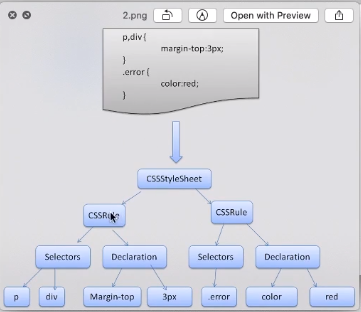 2.png
Open with Preview
p,div {
margin-top:3px;
}
.error {
color:red;
}
CSSStyleSheet
CSSRule
CSSRule
Selectors
Declaration
Selectors
Declaration
p
div
Margin-top
3px
.error
color
red